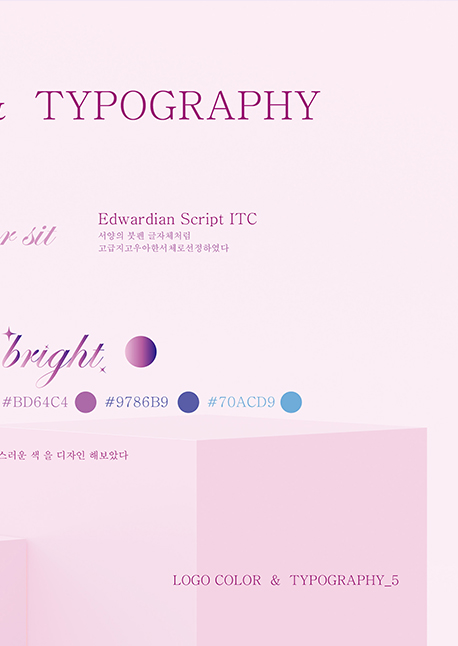 & TYPOGRAPHY
r sit
Edwardian Script ITC
서양의 붓펜 글자체처럼
고급지고우아한서체로선정하였다
bright
#BD64C4 #9786B9 #70ACD9
스러운 색 을 디자인 해보았다
LOGO COLOR & TYPOGRAPHY_5